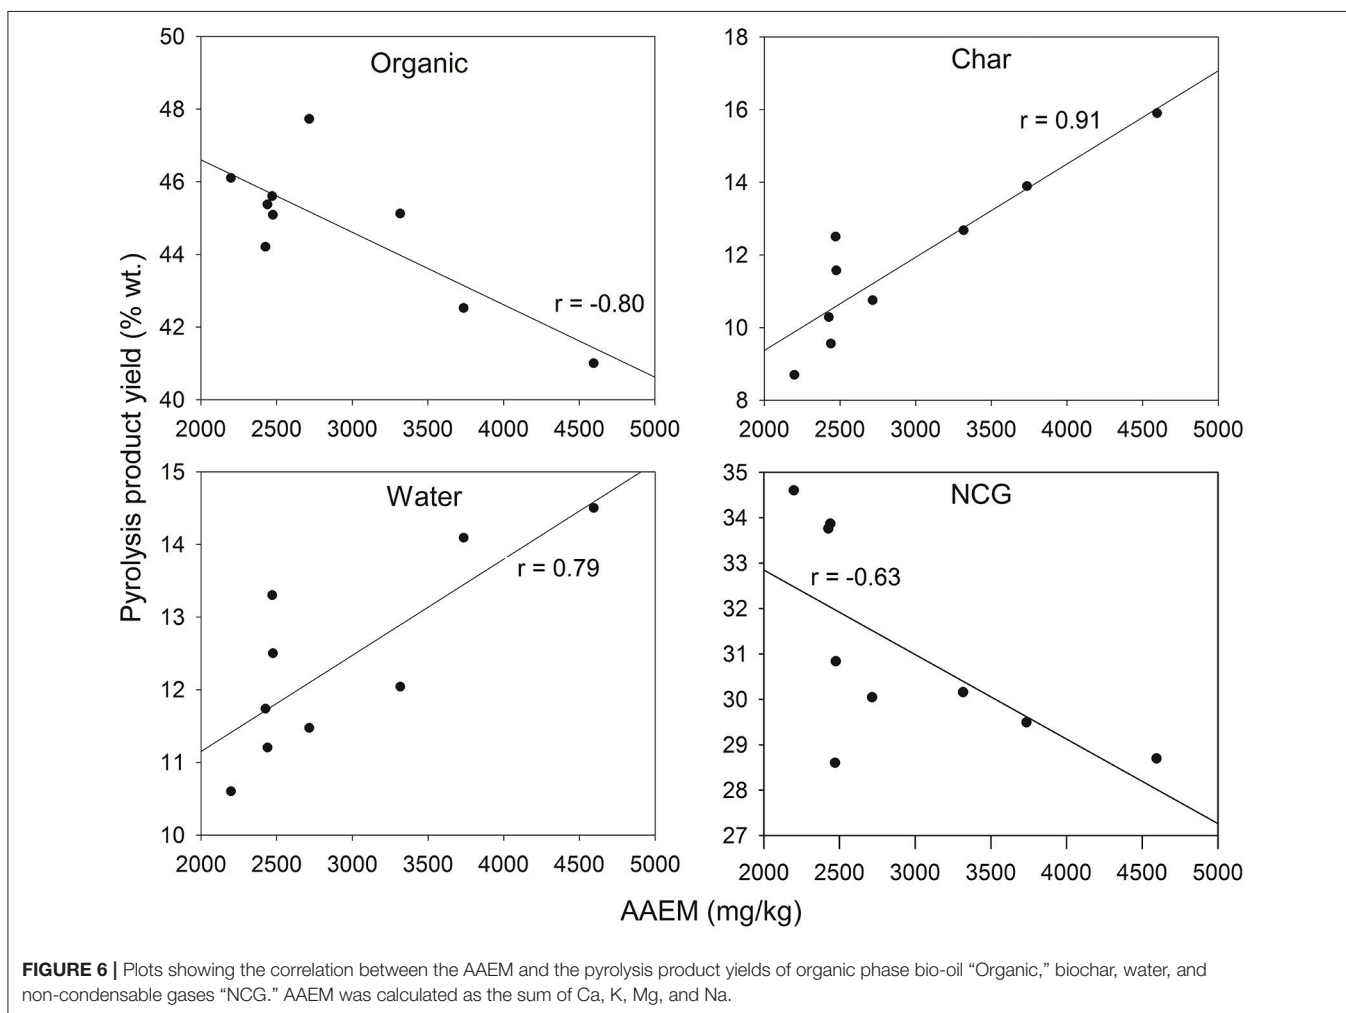 Pyrolysis product yield (% wt.)
50
48
46
44
42
40
Organic
r = -0.80
2000 2500 3000 3500 4000 4500 5000
18
16
14
12
10
8
Char
r = 0.91
2000 2500 3000 3500 4000 4500 5000
15
14
13
12
11
10
Water
r = 0.79
2000 2500 3000 3500 4000 4500 5000
35
34
33
32
31
30
29
28
27
NCG
r = -0.63
2000 2500 3000 3500 4000 4500 5000
AAEM (mg/kg)
FIGURE 6 | Plots showing the correlation between the AAEM and the pyrolysis product yields of organic phase bio-oil “Organic,” biochar, water, and
non-condensable gases “NCG.” AAEM was calculated as the sum of Ca, K, Mg, and Na.